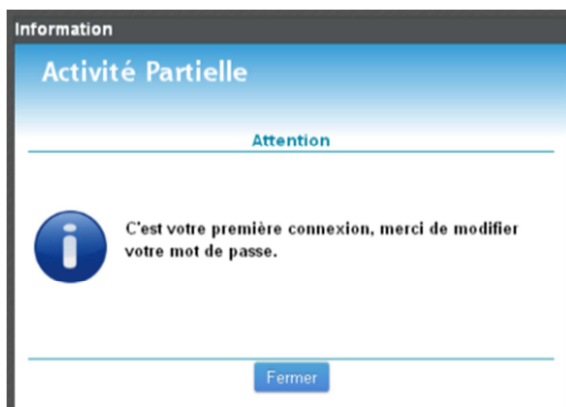 Information
Activité Partielle
Attention
C'est votre première connexion, merci de modifier
votre mot de passe.
Fermer